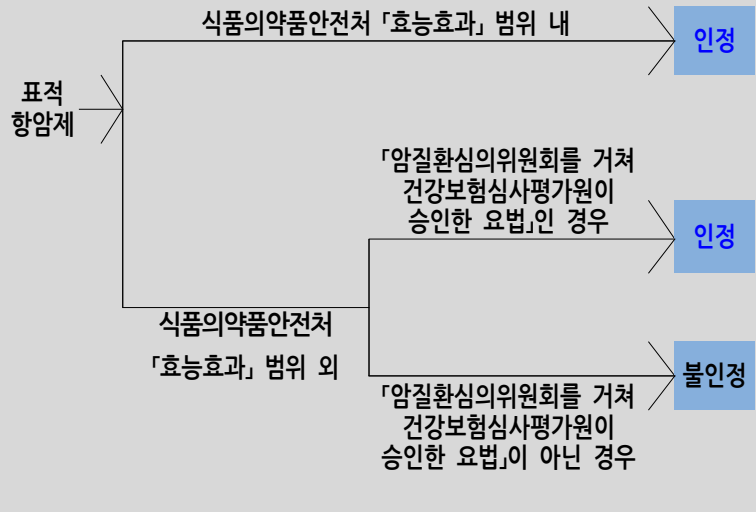 식품의약품안전처 「효능효과」 범위 내
인정
표적
항암제
「암질환심의위원회를 거쳐
건강보험심사평가원이
승인한 요법」인 경우
인정
식품의약품안전처
「효능효과」 범위 외
불인정
「암질환심의위원회를 거쳐
건강보험심사평가원이
승인한 요법」이 아닌 경우